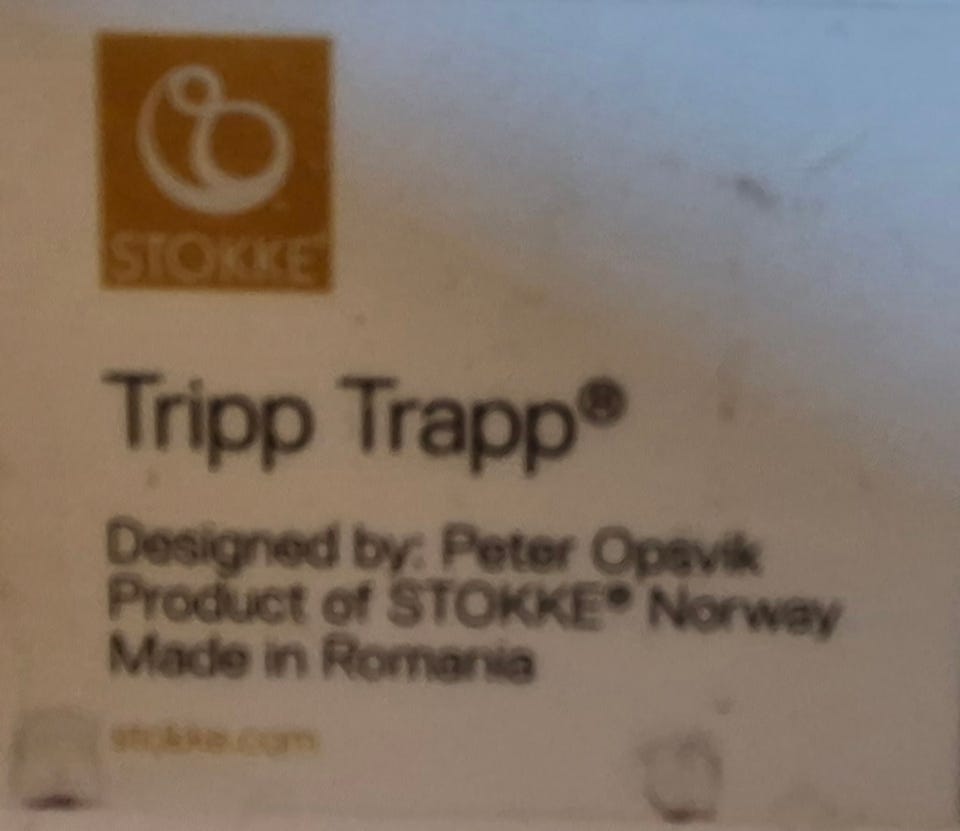 STOKKE
Tripp Trapp®
Designed by: Peter Opsvik
Product of STOKKE® Norway
Made in Romania
stokke.com